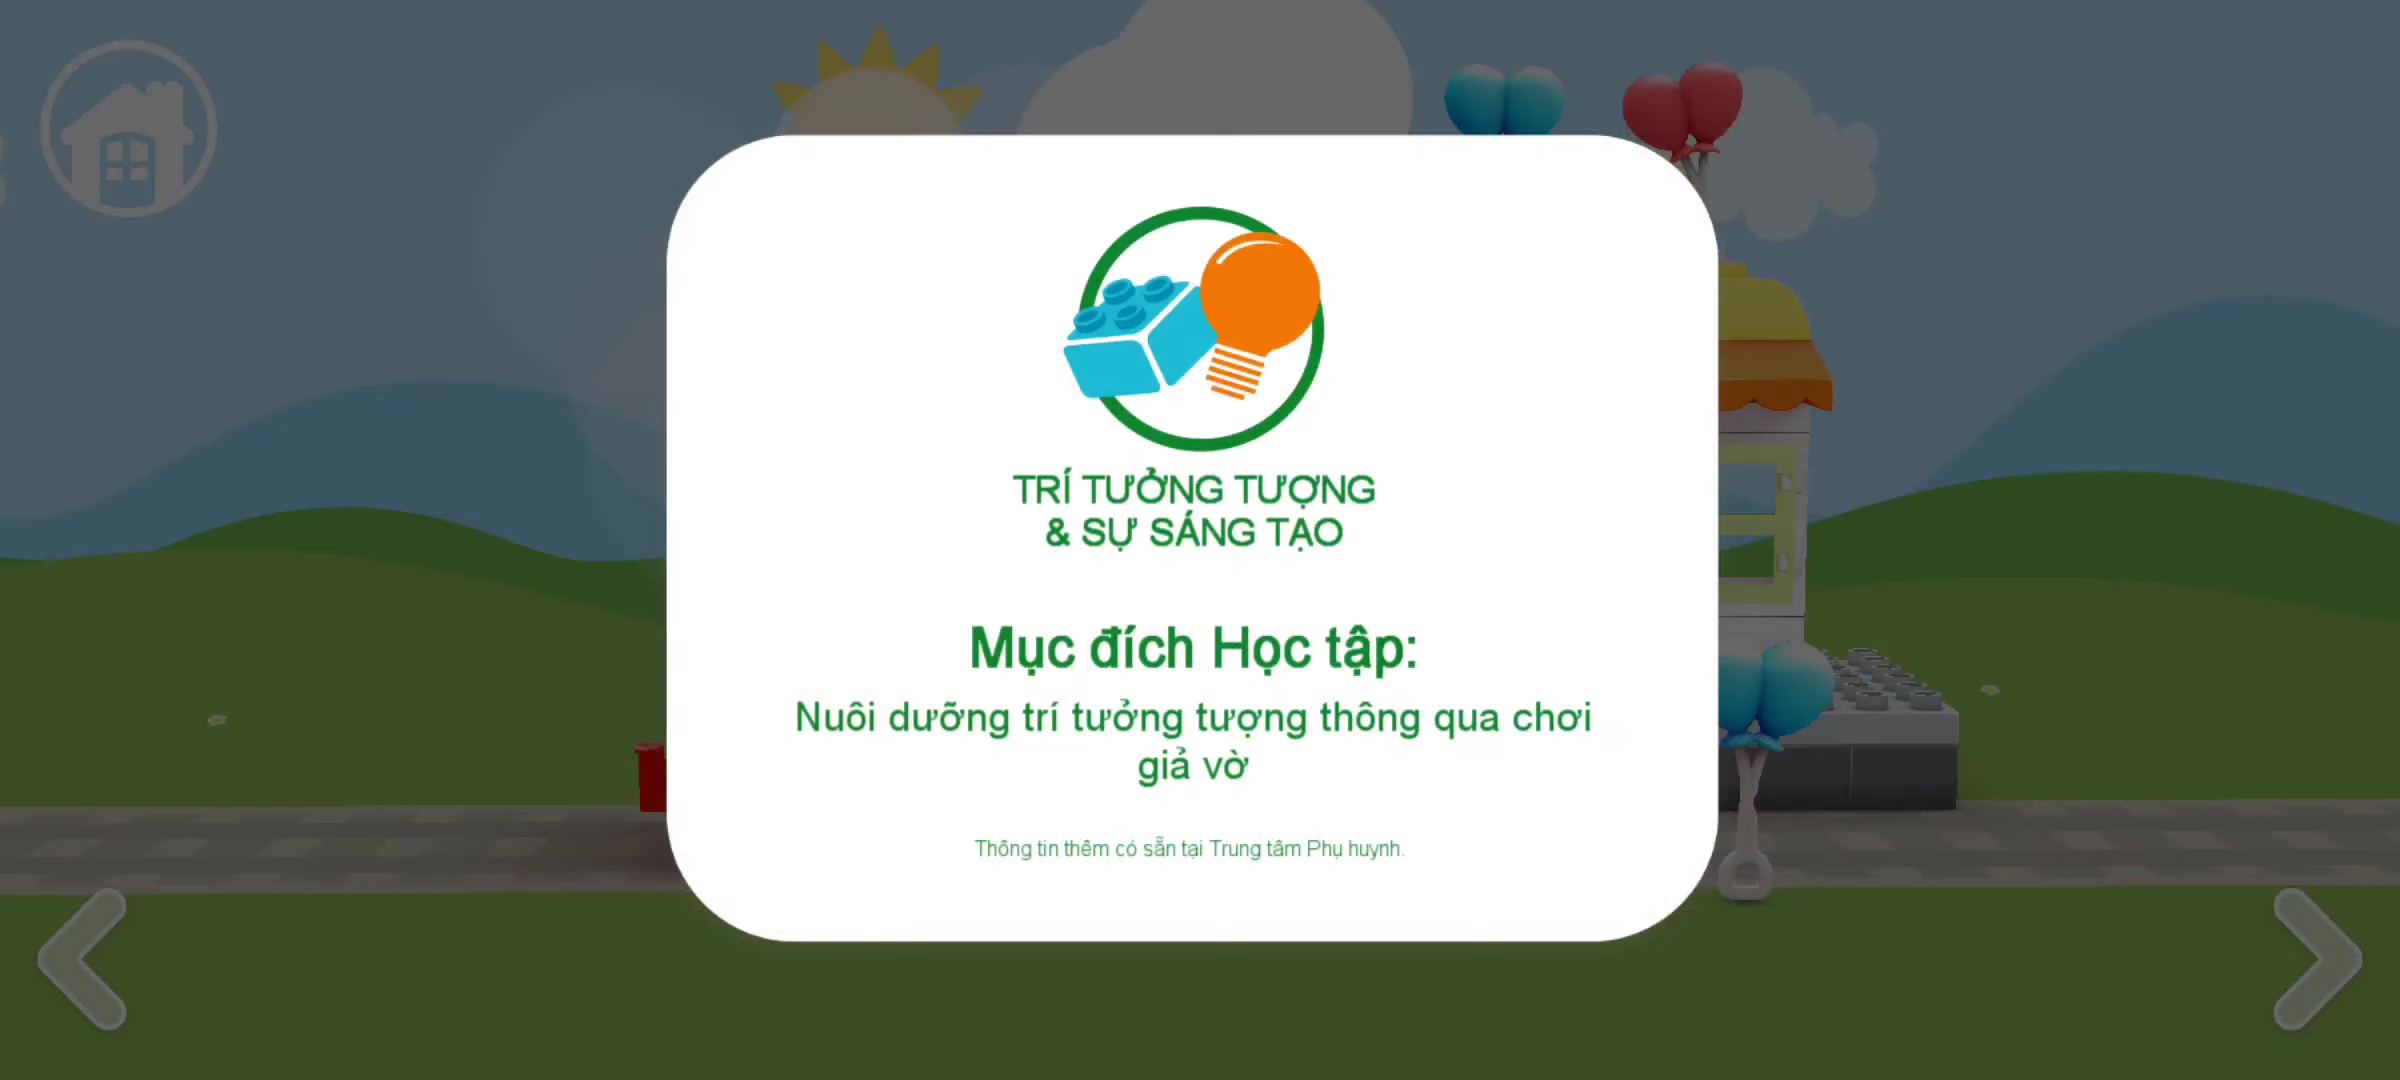 TRÍ TƯỞNG TƯỢNG
& SỰ SÁNG TẠO
Mục đích Học tập:
Nuôi dưỡng trí tưởng tượng thông qua chơi
giả vờ
Thông tin thêm có sẵn tại Trung tâm Phụ huynh.